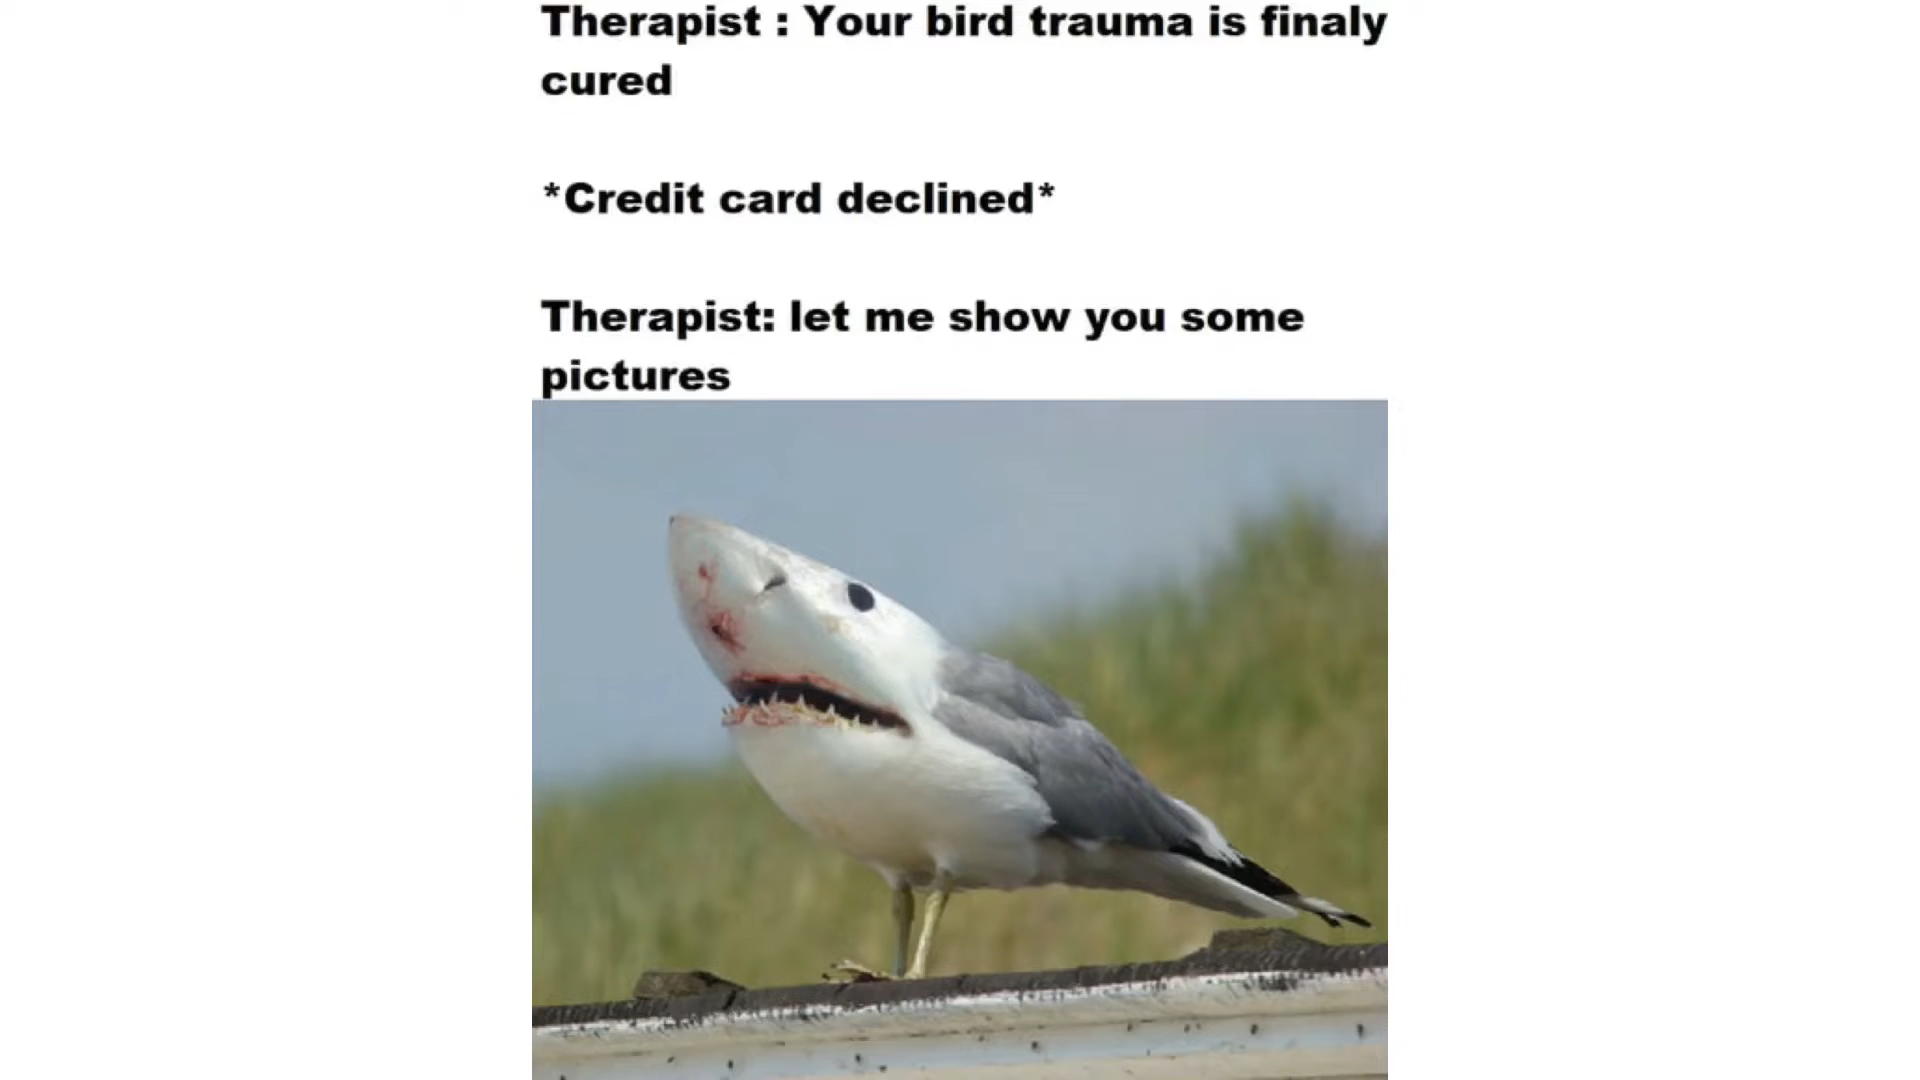 Therapist : Your bird trauma is finaly
cured
*Credit card declined*
Therapist: let me show you some
pictures